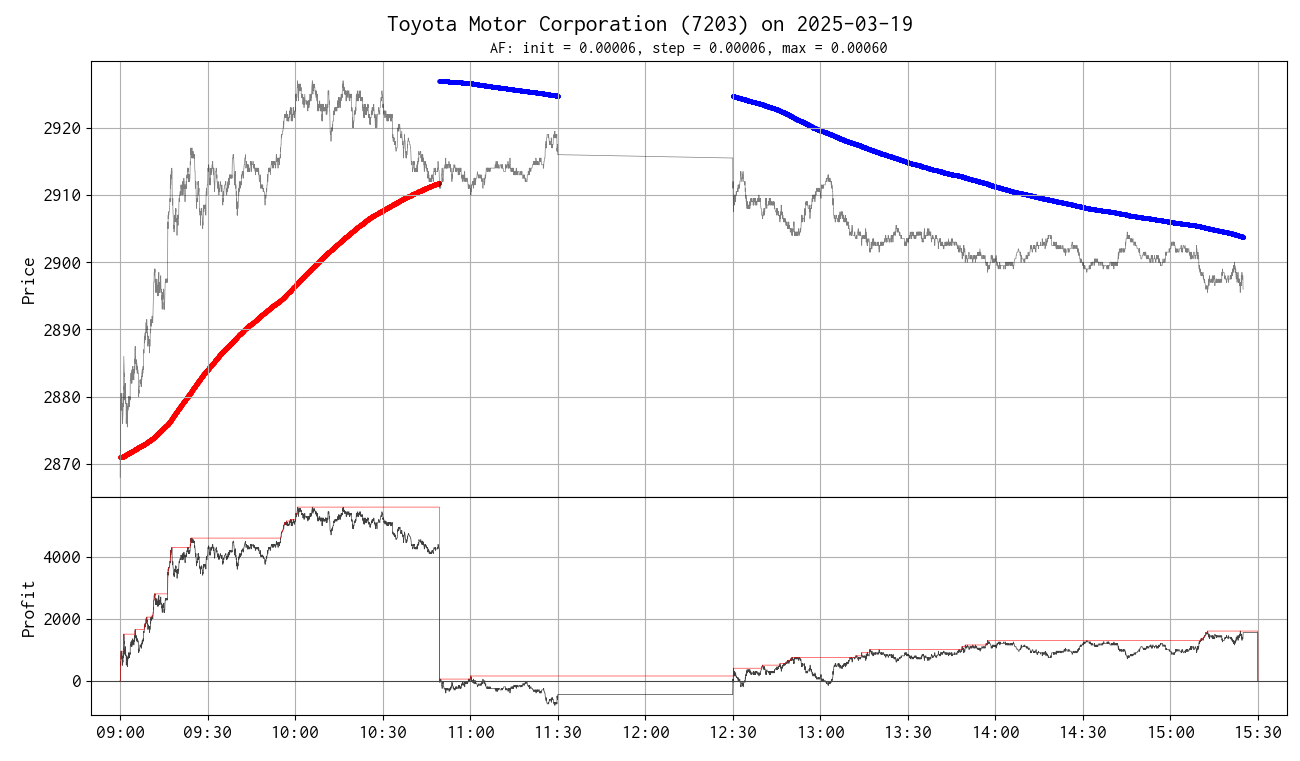 Toyota Motor Corporation (7203) on 2025-03-19
AF: init = 0.00006, step = 0.00006, max = 0.00060
Price
2920
2910
2900
2890
2880
2870
Profit
4000
2000
0
09:00 09:30 10:00 10:30 11:00 11:30 12:00 12:30 13:00 13:30 14:00 14:30 15:00 15:30